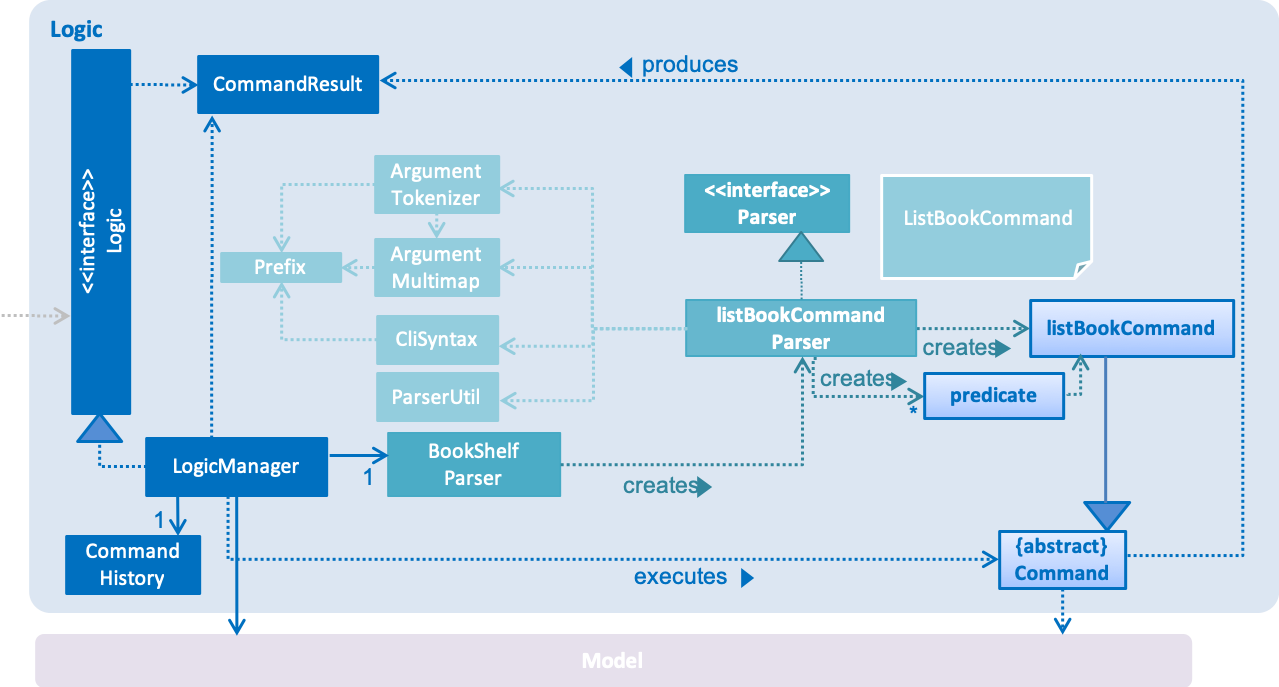 Logic
produces
CommandResult
<<interface>>
Logic
Argument
Tokenizer
<<interface>>
Parser
ListBookCommand
Prefix
Argument
Multimap
listBookCommand
Parser
listBookCommand
CliSyntax
creates
creates
predicate
*
ParserUtil
LogicManager
1
BookShelf
Parser
creates
1
Command
History
executes
{abstract}
Command
Model